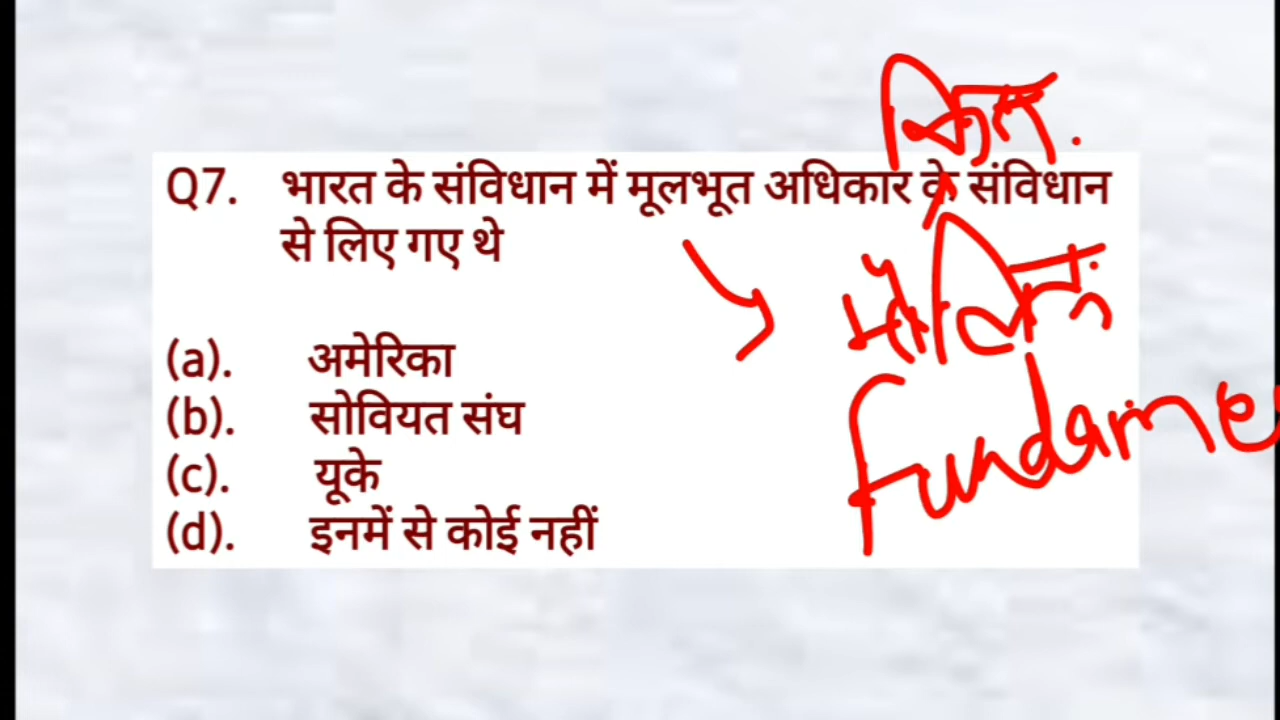 किस
Q7. भारत के संविधान में मूलभूत अधिकार के संविधान
से लिए गए थे
मौलिक
Fundame
(a). अमेरिका
(b). सोवियत संघ
(c). यूके
(d). इनमें से कोई नहीं